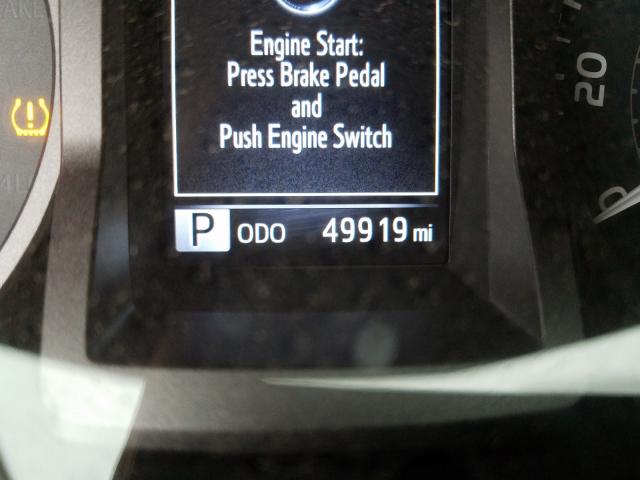 Engine Start:
Press Brake Pedal
and
Push Engine Switch
P ODO 49919 mi
20